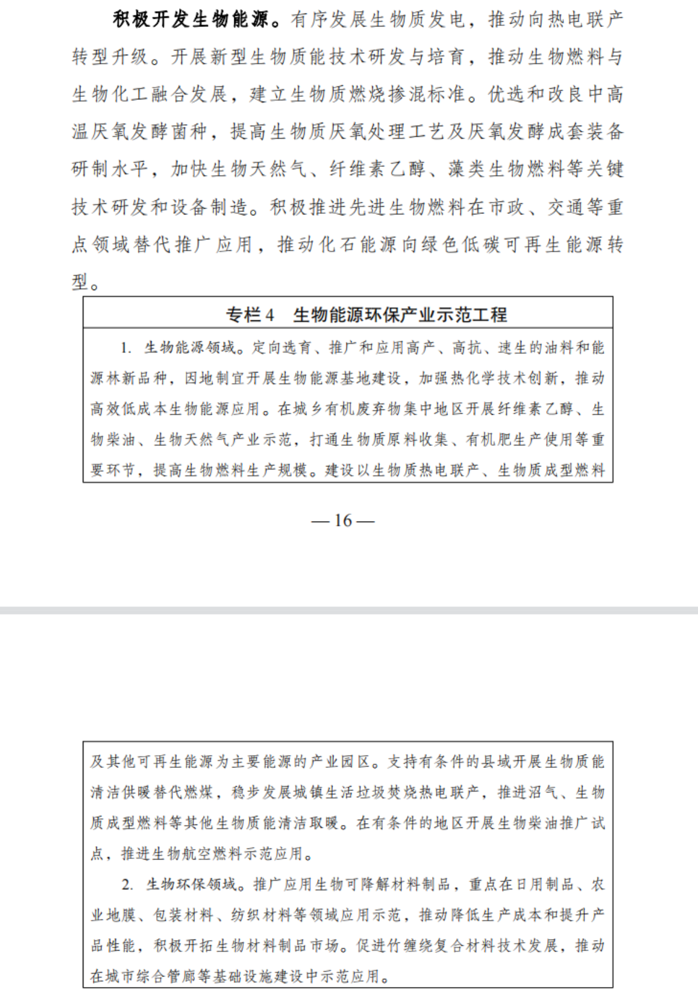 积极开发生物能源。有序发展生物质发电，推动向热电联产
转型升级。开展新型生物质能技术研发与培育，推动生物燃料与
生物化工融合发展，建立生物质燃烧掺混标准。优选和改良中高
温厌氧发酵菌种，提高生物质厌氧处理工艺及厌氧发酵成套装备
研制水平，加快生物天然气、纤维素乙醇、藻类生物燃料等关键
技术研发和设备制造。积极推进先进生物燃料在市政、交通等重
点领域替代推广应用，推动化石能源向绿色低碳可再生能源转
型。
专栏 4 生物能源环保产业示范工程
1. 生物能源领域。定向选育、推广和应用高产、高抗、速生的油料和能
源林新品种，因地制宜开展生物能源基地建设，加强热化学技术创新，推动
高效低成本生物能源应用。在城乡有机废弃物集中地区开展纤维素乙醇、生
物柴油、生物天然气产业示范，打通生物质原料收集、有机肥生产使用等重
要环节，提高生物燃料生产规模。建设以生物质热电联产、生物质成型燃料
—16—
及其他可再生能源为主要能源的产业园区。支持有条件的县域开展生物质能
清洁供暖替代燃煤，稳步发展城镇生活垃圾焚烧热电联产，推进沼气、生物
质成型燃料等其他生物质能清洁取暖。在有条件的地区开展生物柴油推广试
点，推进生物航空燃料示范应用。
2. 生物环保领域。推广应用生物可降解材料制品，重点在日用制品、农
业地膜、包装材料、纺织材料等领域应用示范，推动降低生产成本和提升产
品性能，积极开拓生物材料制品市场。促进竹缠绕复合材料技术发展，推动
在城市综合管廊等基础设施建设中示范应用。